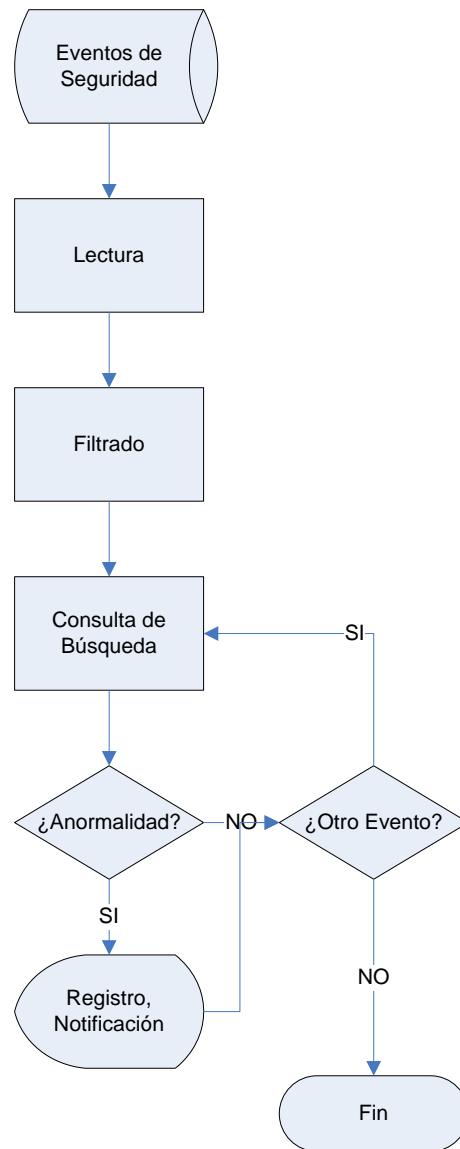 Eventos de
Seguridad
Lectura
Filtrado
Consulta de
Búsqueda
SI
¿Anormalidad?
NO
¿Otro Evento?
SI
NO
Registro,
Notificación
Fin